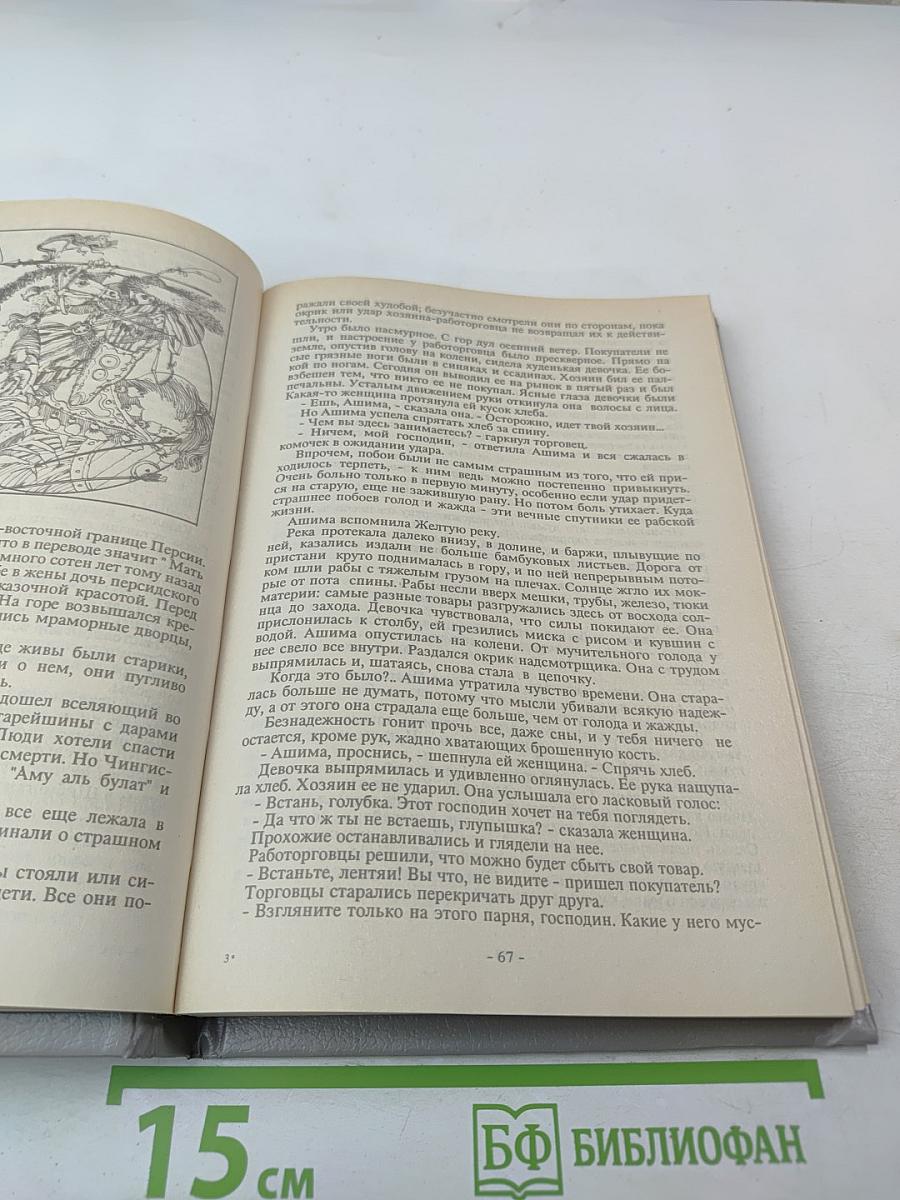 -восточной границе Персии.
что в переводе значит " Мать
много сотен лет тому назад
бе в жены дочь персидского
казочной красотой. Перед
На горе возвышался кре-
лись мраморные дворцы,
де живы были старики,
и о нем, они пугливо
ь.
дошел вселяющий во
тарейшины с дарами
Люди хотели спасти
смерти. Но Чингис-
"Аму аль булат" и
все еще лежала в
инали о страшном
ы стояли или си-
дети. Все они по-
ражали своей худобой; безучастно смотрели они по сторонам, пока
окрик или удар хозяина-работорговца не возвращал их к действи-
тельности.
Утро было пасмурное. С гор дул осенний ветер. Покупатели не
шли, и настроение у работорговца было прескверное. Прямо на
земле, опустив голову на колени, сидела худенькая девочка. Ее бо-
сые грязные ноги были в синяках и ссадинах. Хозяин бил ее пал-
кой по ногам. Сегодня он выводил ее на рынок в пятый раз и был
взбешен тем, что никто ее не покупал. Ясные глаза девочки были
печальны. Усталым движением руки откинула она волосы с лица.
Какая-то женщина протянула ей кусок хлеба.
- Ешь, Ашима, - сказала она. - Осторожно, идет твой хозяин...
Но Ашима успела спрятать хлеб за спину.
- Чем вы здесь занимаетесь? - гаркнул торговец.
- Ничем, мой господин, - ответила Ашима и вся сжалась в
комочек в ожидании удара.
Впрочем, побои были не самым страшным из того, что ей при-
ходилось терпеть, - к ним ведь можно постепенно привыкнуть.
Очень больно только в первую минуту, особенно если удар придет-
ся на старую, еще не зажившую рану. Но потом боль утихает. Куда
страшнее побоев голод и жажда - эти вечные спутники ее рабской
жизни.
Ашима вспомнила Желтую реку.
Река протекала далеко внизу, в долине, и баржи, плывущие по
ней, казались издали не больше бамбуковых листьев. Дорога от
пристани круто поднималась в гору, и по ней непрерывным пото-
ком шли рабы с тяжелым грузом на плечах. Солнце жгло их мок-
рые от пота спины. Рабы несли вверх мешки, трубы, железо, тюки
материи: самые разные товары разгружались здесь от восхода сол-
нца до захода. Девочка чувствовала, что силы покидают ее. Она
прислонилась к столбу, ей грезились миска с рисом и кувшин с
водой. Ашима опустилась на колени. От мучительного голода у
нее свело все внутри. Раздался окрик надсмотрщика. Она с трудом
выпрямилась и, шатаясь, снова стала в цепочку.
Когда это было?.. Ашима утратила чувство времени. Она стара-
лась больше не думать, потому что мысли убивали всякую надеж-
ду, а от этого она страдала еще больше, чем от голода и жажды.
Безнадежность гонит прочь все, даже сны, и у тебя ничего не
остается, кроме рук, жадно хватающих брошенную кость.
- Ашима, проснись, - шепнула ей женщина. - Спрячь хлеб.
Девочка выпрямилась и удивленно оглянулась. Ее рука нащупа-
ла хлеб. Хозяин ее не ударил. Она услышала его ласковый голос:
- Встань, голубка. Этот господин хочет на тебя поглядеть.
- Да что ж ты не встаешь, глупышка? - сказала женщина.
Прохожие останавливались и глядели на нее.
Работорговцы решили, что можно будет сбыть свой товар.
- Встаньте, лентяи! Вы что, не видите - пришел покупатель?
Торговцы старались перекричать друг друга.
- Взгляните только на этого парня, господин. Какие у него мус-
3*
- 67 -
15 см
БФ БИБЛИОФАН